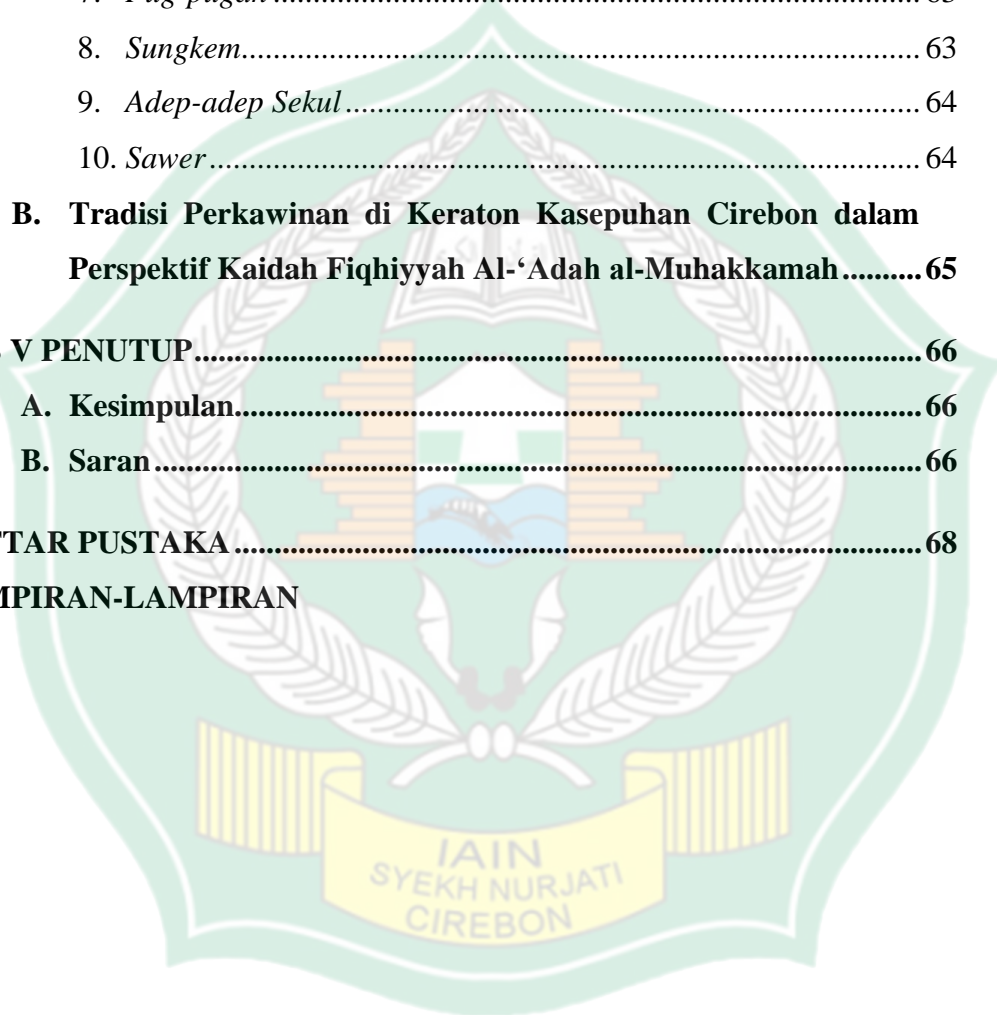 8. Sungkem............................................................................................ 63
9. Adep-adep Sekul............................................................................ 64
10. Sawer................................................................................................ 64
B. Tradisi Perkawinan di Keraton Kasepuhan Cirebon dalam
Perspektif Kaidah Fiqhiyyah Al-‘Adah al-Muhakkamah.......... 65
V PENUTUP............................................................................................... 66
A. Kesimpulan.......................................................................................... 66
B. Saran..................................................................................................... 66
TAR PUSTAKA........................................................................................... 68
MPIRAN-LAMPIRAN
IAIN
SYEKH NURJATI
CIREBON